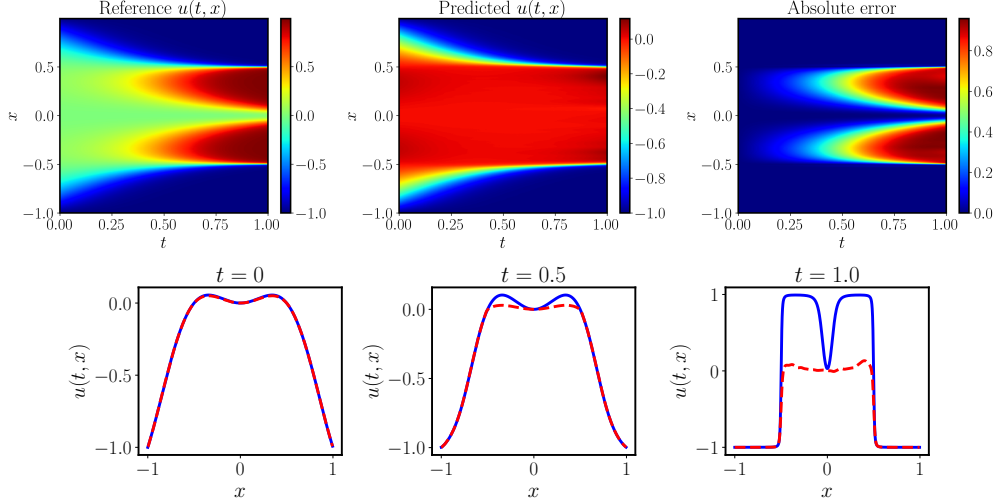 Reference u(t, x)
0.5
0.0
−0.5
−1.0
0.00 0.25 0.50 0.75 1.00
x
t
0.5
0.0
−0.5
−1.0
Predicted u(t, x)
0.5
0.0
−0.5
−1.0
0.00 0.25 0.50 0.75 1.00
x
t
0.0
−0.2
−0.4
−0.6
−0.8
−1.0
Absolute error
0.5
0.0
−0.5
−1.0
0.00 0.25 0.50 0.75 1.00
x
t
0.8
0.6
0.4
0.2
0.0
t = 0
0.0
−0.5
−1.0
u(t, x)
−1 0 1
x
t = 0.5
0.0
−0.5
−1.0
u(t, x)
−1 0 1
x
t = 1.0
1
0
−1
u(t, x)
−1 0 1
x